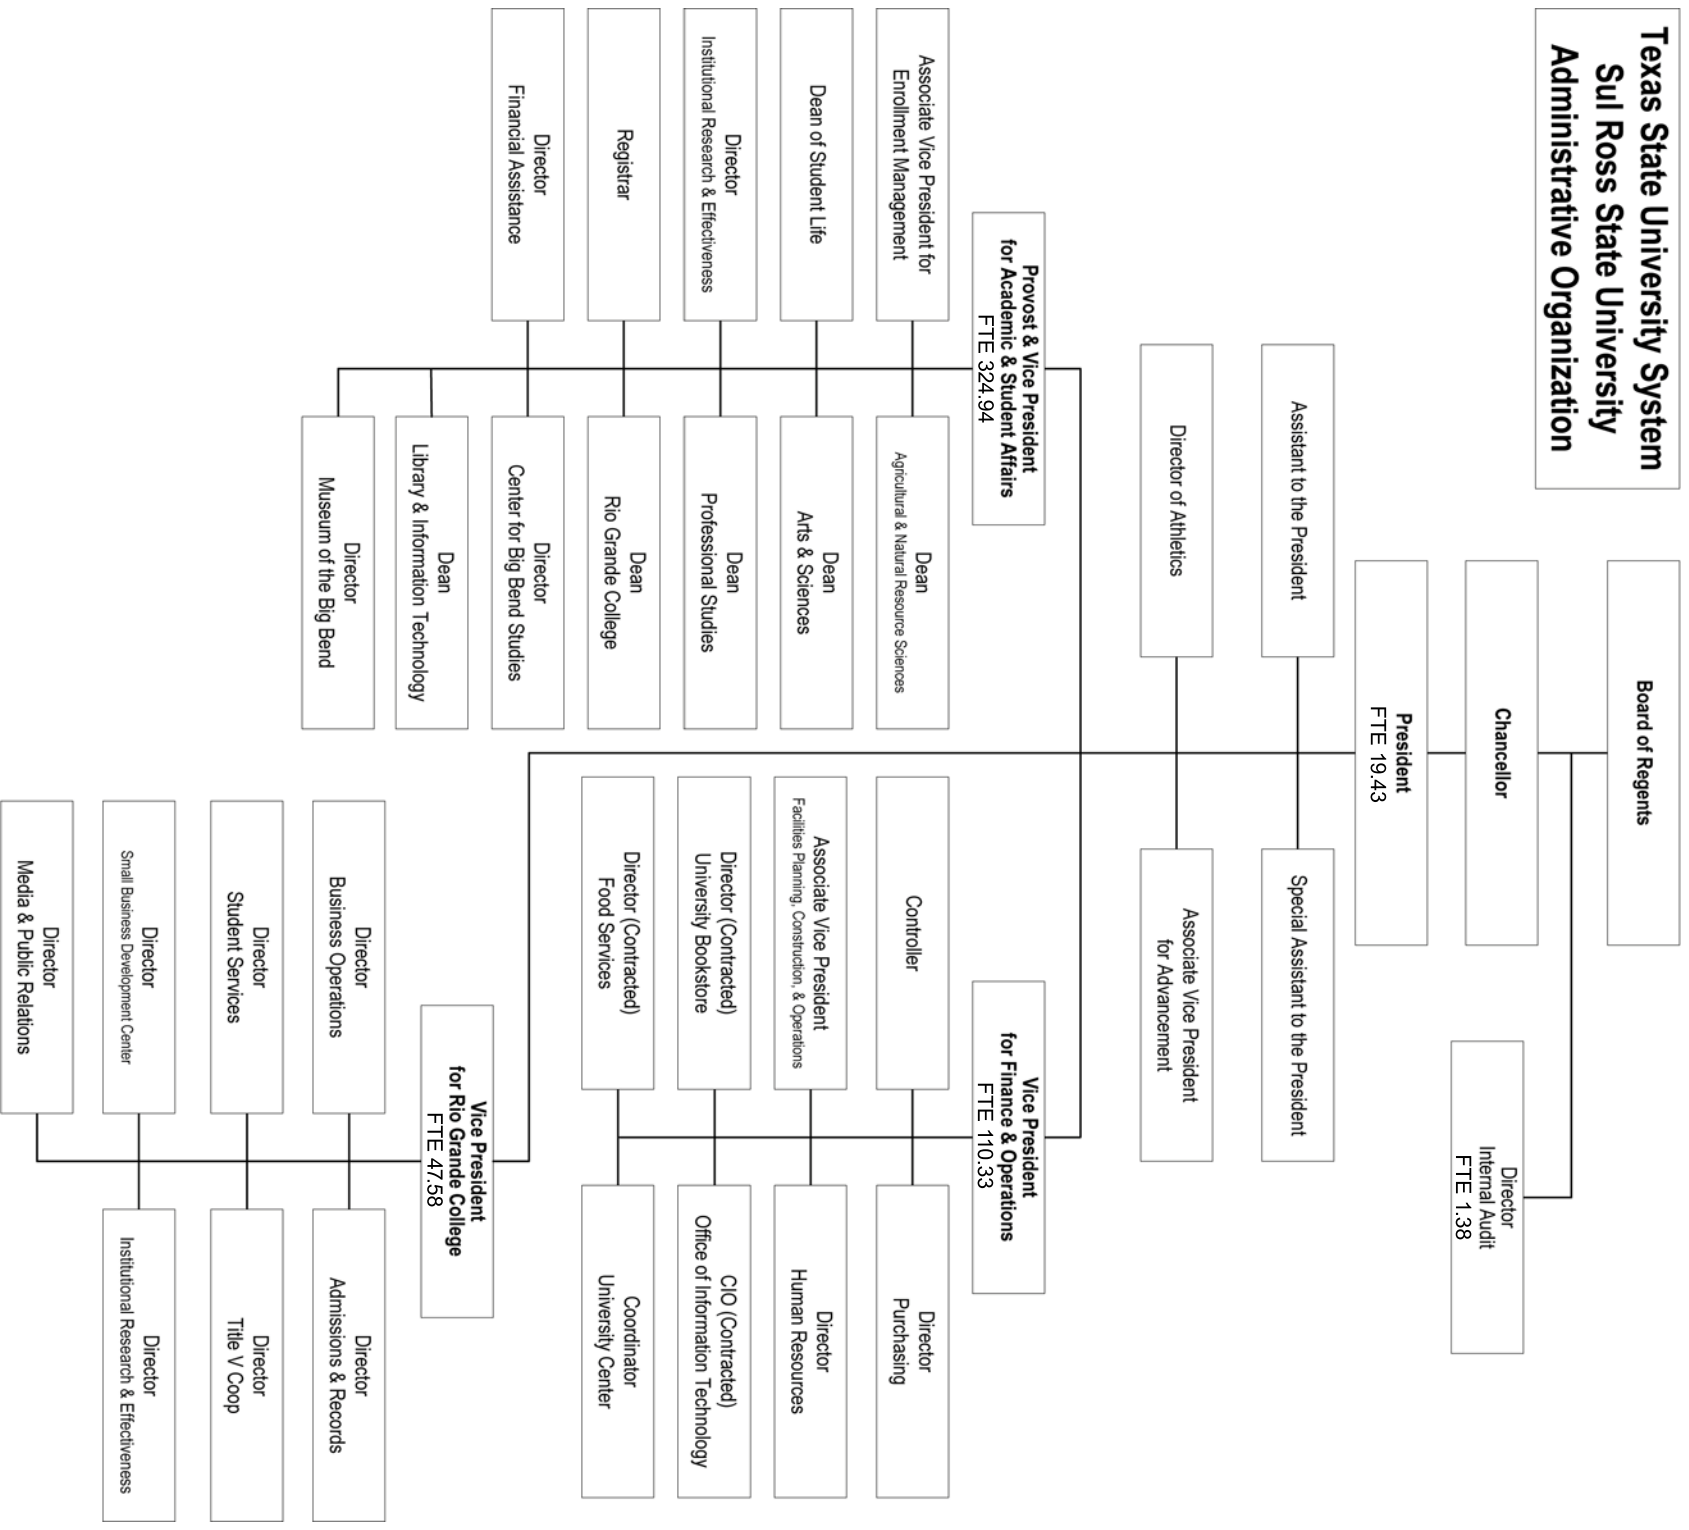 Texas State University System
Sul Ross State University
Administrative Organization
Board of Regents
Chancellor
Director
Internal Audit
FTE 1.38
President
FTE 19.43
Assistant to the President
Special Assistant to the President
Director of Athletics
Associate Vice President
for Advancement
Provost & Vice President
for Academic & Student Affairs
FTE 324.94
Vice President
for Finance & Operations
FTE 110.33
Associate Vice President for
Enrollment Management
Dean
Agricultural & Natural Resource Sciences
Controller
Director
Purchasing
Dean of Student Life
Dean
Arts & Sciences
Associate Vice President
Facilities Planning, Construction, & Operations
Director
Human Resources
Director
Institutional Research & Effectiveness
Dean
Professional Studies
Director (Contracted)
University Bookstore
CIO (Contracted)
Office of Information Technology
Registrar
Dean
Rio Grande College
Director (Contracted)
Food Services
Coordinator
University Center
Director
Financial Assistance
Director
Center for Big Bend Studies
Dean
Library & Information Technology
Director
Museum of the Big Bend
Vice President
for Rio Grande College
FTE 47.58
Director
Business Operations
Director
Admissions & Records
Director
Student Services
Director
Title V Coop
Director
Small Business Development Center
Director
Institutional Research & Effectiveness
Director
Media & Public Relations